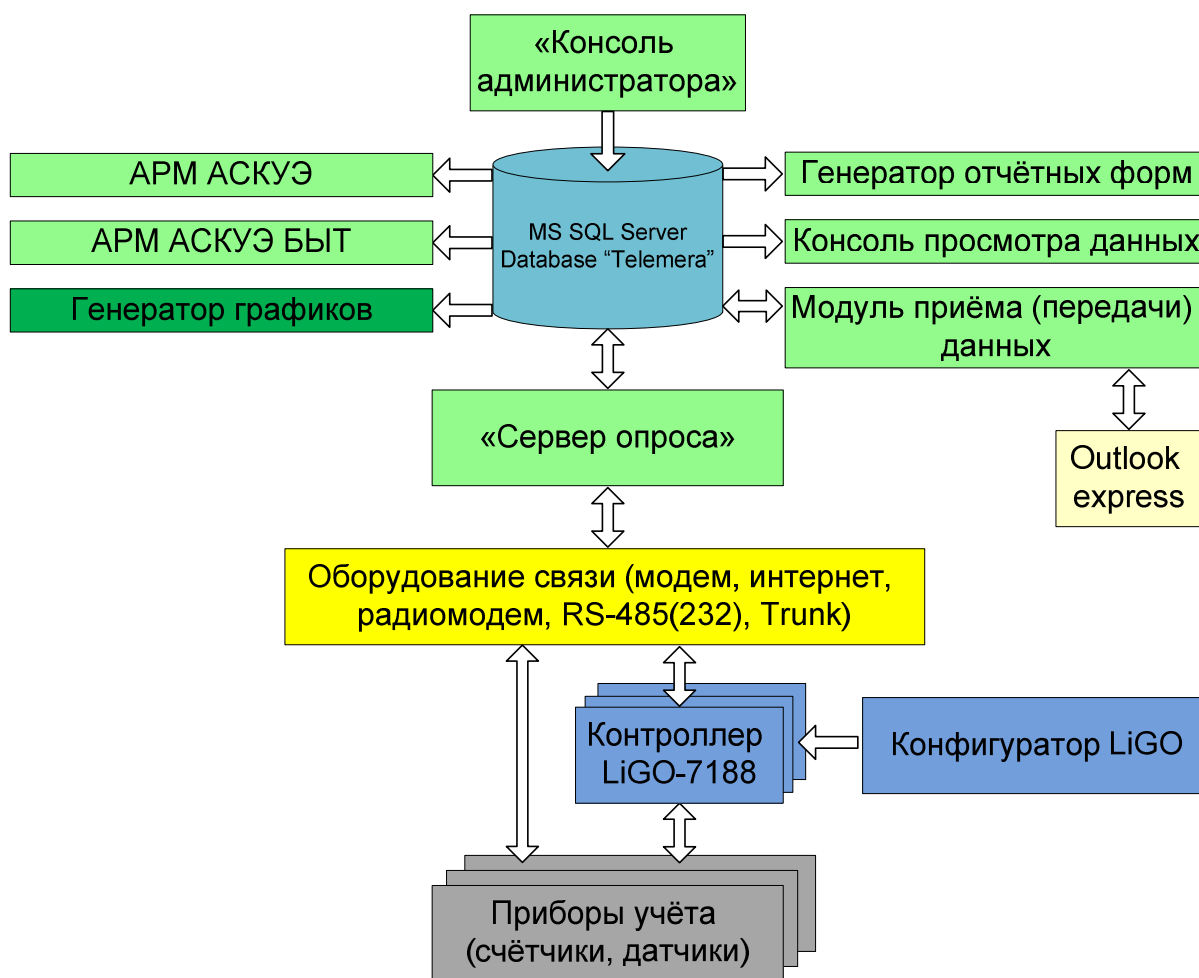 «Консоль
администратора»
АРМ АСКУЭ
Генератор отчётных форм
MS SQL Server
Database “Telemera”
АРМ АСКУЭ БЫТ
Консоль просмотра данных
Генератор графиков
Модуль приёма (передачи)
данных
«Сервер опроса»
Outlook
express
Оборудование связи (модем, интернет,
радиомодем, RS-485(232), Trunk)
Контроллер
LiGO-7188
Конфигуратор LiGO
Приборы учёта
(счётчики, датчики)